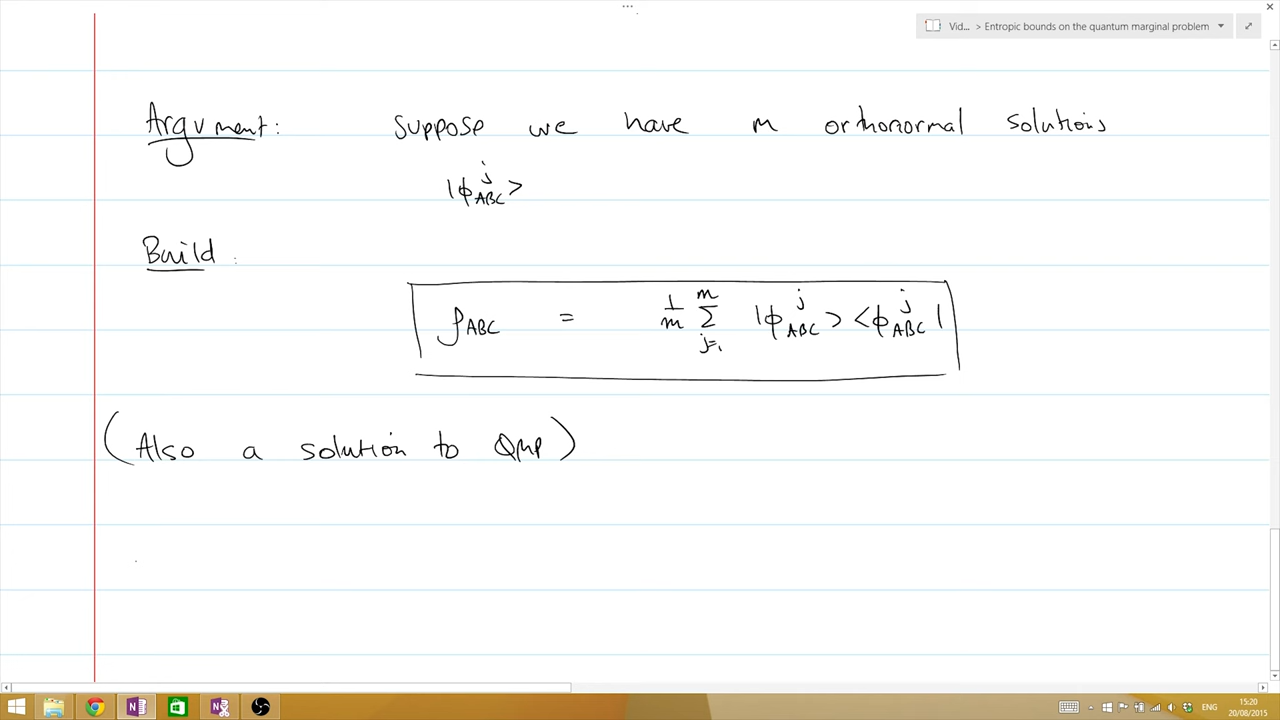 Vid... > Entropic bounds on the quantum marginal problem
Argument: Suppose we have m orthonormal solutions
|ϕ^j_ABC>
Build:
ρ_ABC = 1/m Σ_{j=1}^m |ϕ^j_ABC> <ϕ^j_ABC|
(Also a solution to QMP)
ENG
15:20
20/08/2015